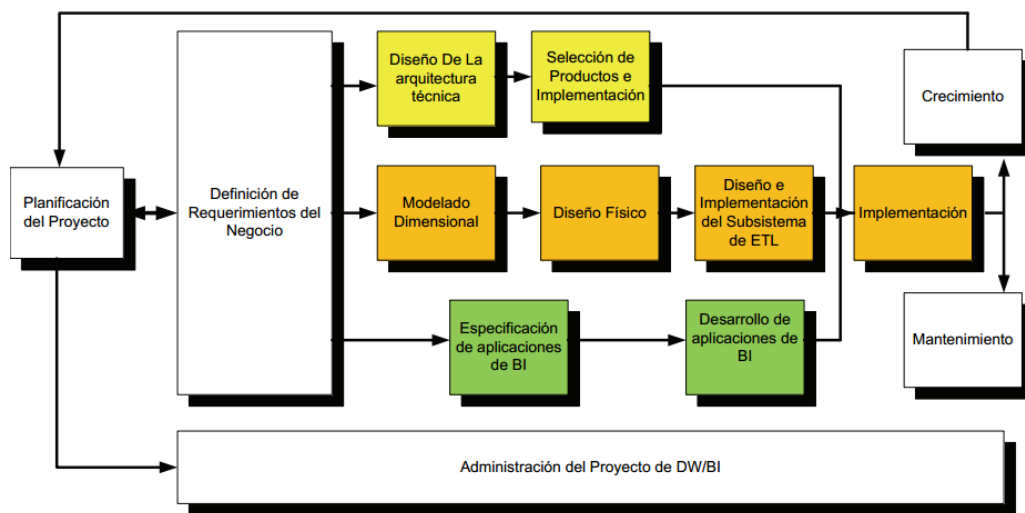 Diseño De La
arquitectura
técnica
Selección de
Productos e
Implementación
Crecimiento
Planificación
del Proyecto
Definición de
Requerimientos del
Negocio
Modelado
Dimensional
Diseño Físico
Diseño e
Implementación
del Subsistema
de ETL
Implementación
Especificación
de aplicaciones
de BI
Desarrollo de
aplicaciones de
BI
Mantenimiento
Administración del Proyecto de DW/BI